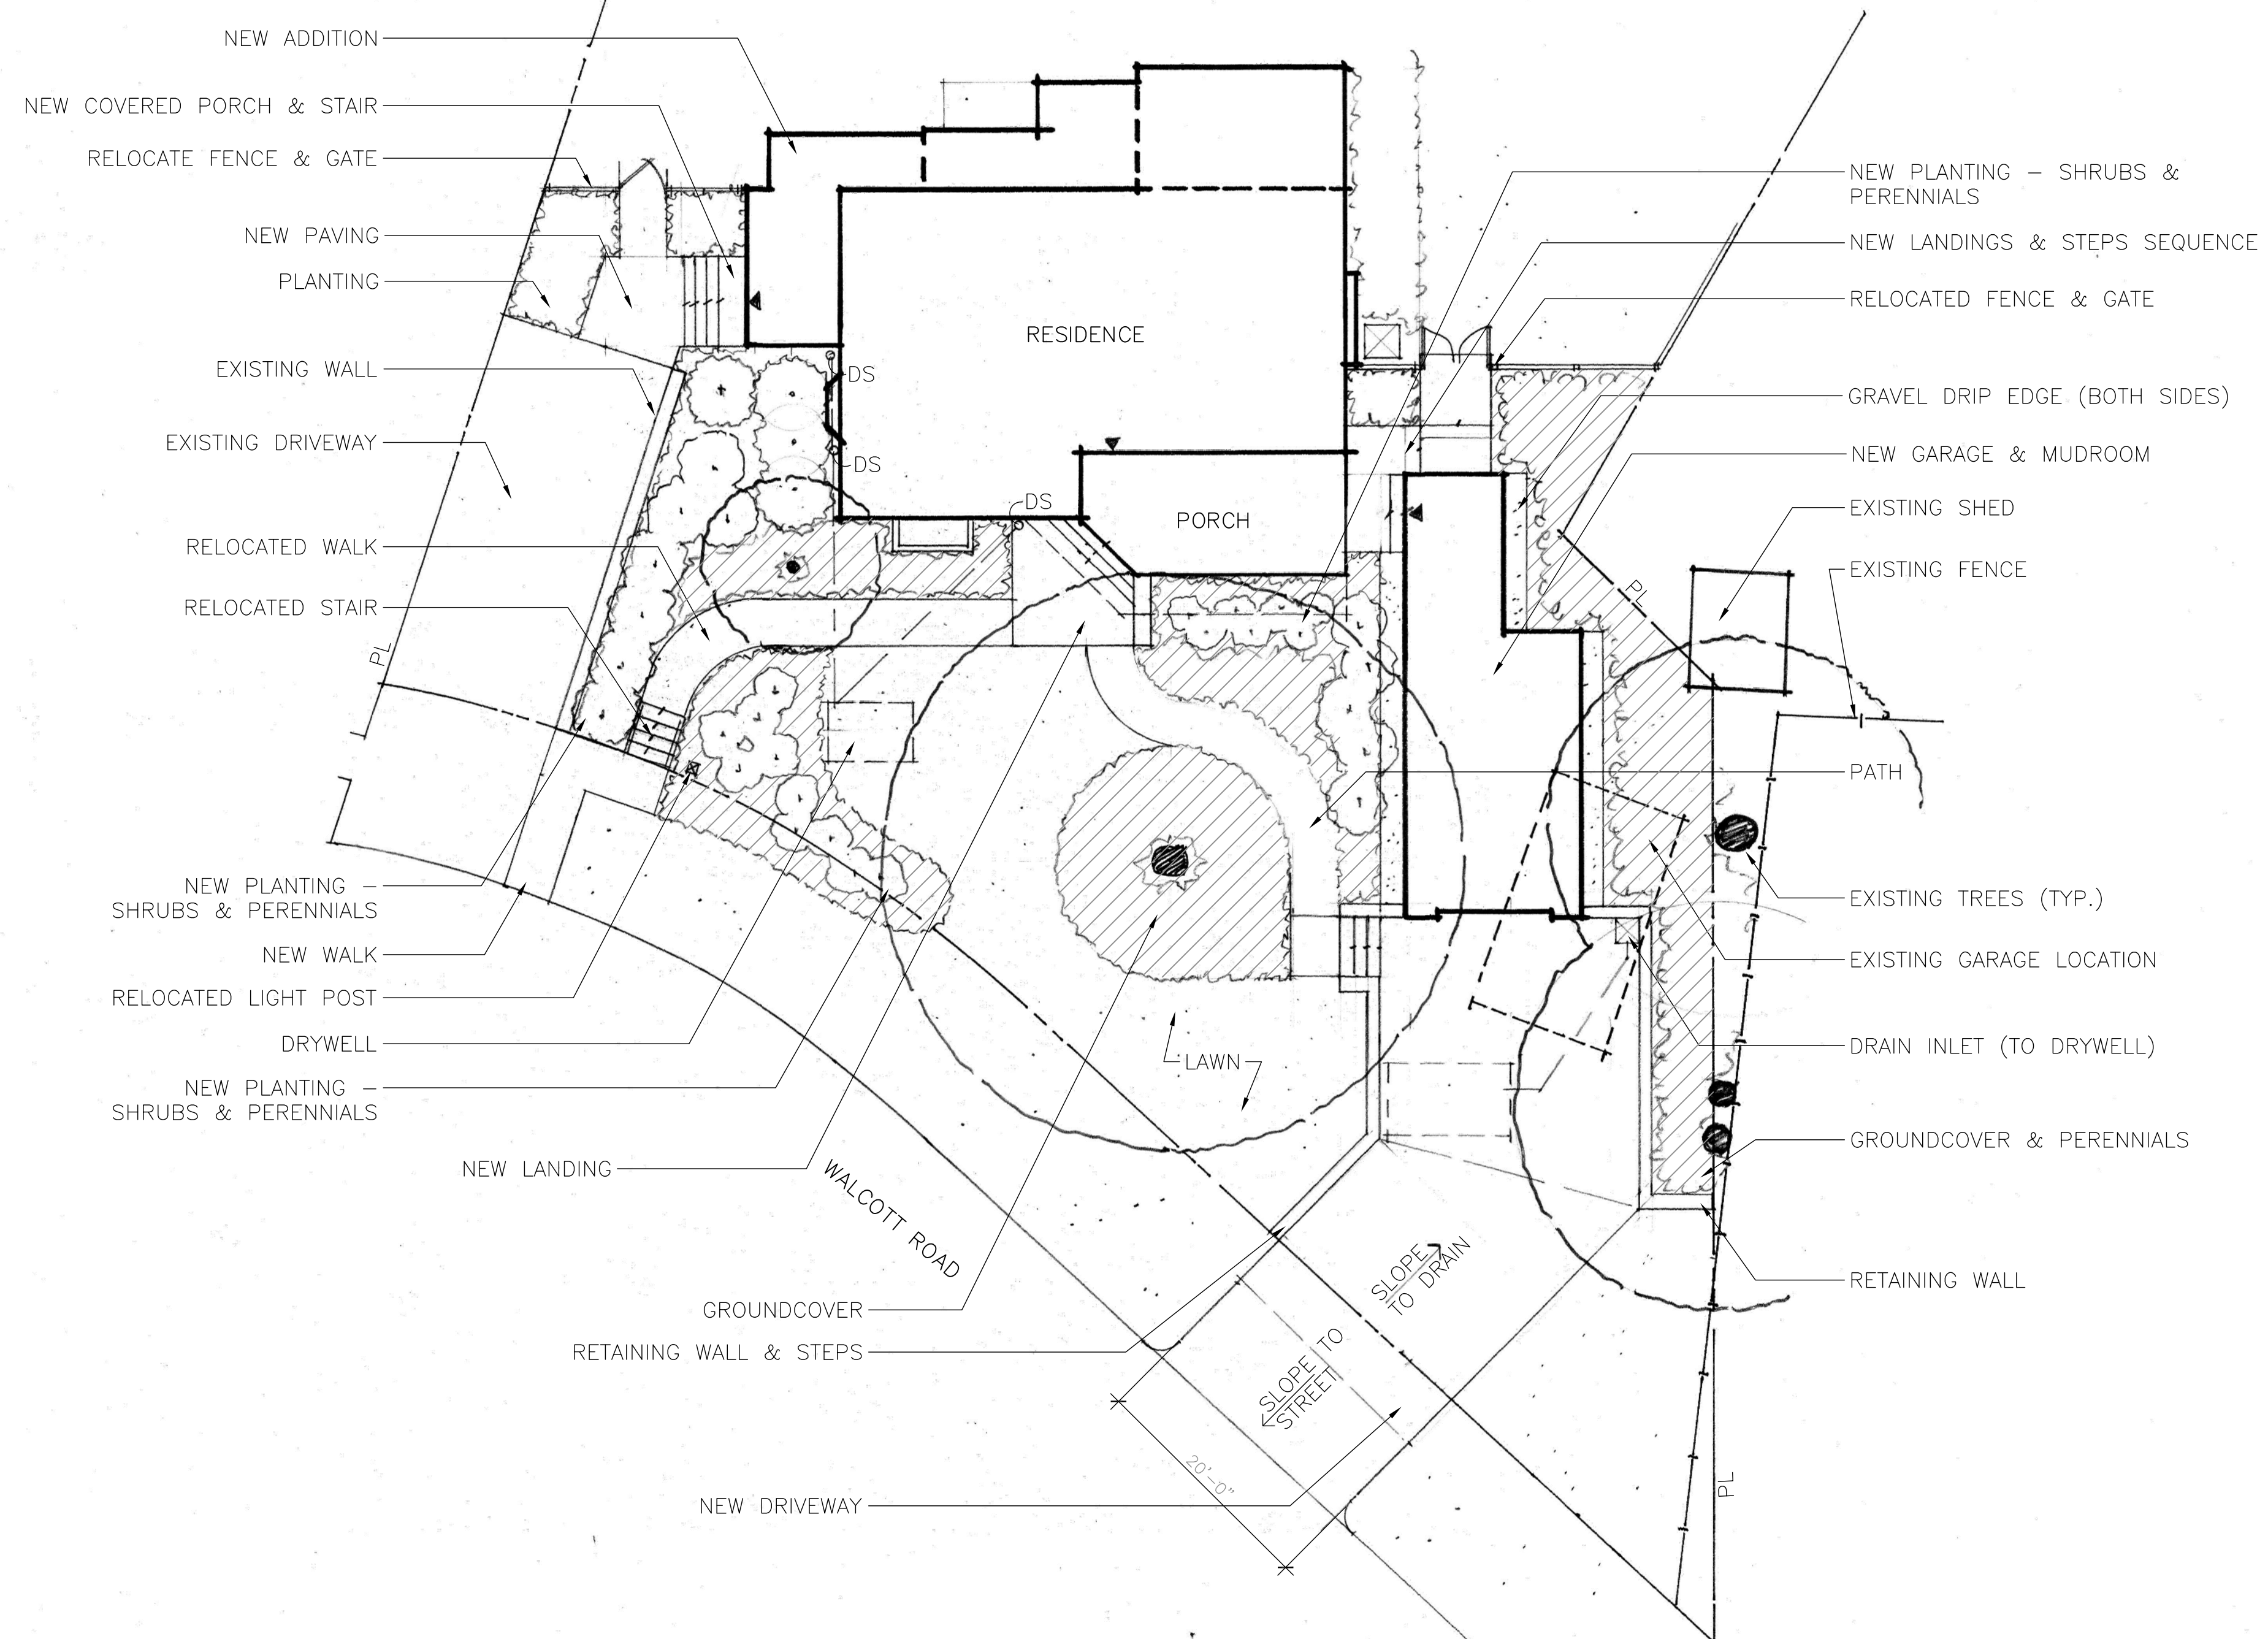 NEW ADDITION
NEW COVERED PORCH & STAIR
RELOCATE FENCE & GATE
NEW PAVING
PLANTING
EXISTING WALL
EXISTING DRIVEWAY
RELOCATED WALK
RELOCATED STAIR
PL
NEW PLANTING –
SHRUBS & PERENNIALS
NEW WALK
RELOCATED LIGHT POST
DRYWELL
NEW PLANTING –
SHRUBS & PERENNIALS
NEW LANDING
GROUNDCOVER
RETAINING WALL & STEPS
NEW DRIVEWAY
RESIDENCE
DS
DS
DS
PORCH
LAWN
WALCOTT ROAD
SLOPE
TO DRAIN
SLOPE TO
STREET
20'-0"
NEW PLANTING – SHRUBS &
PERENNIALS
NEW LANDINGS & STEPS SEQUENCE
RELOCATED FENCE & GATE
GRAVEL DRIP EDGE (BOTH SIDES)
NEW GARAGE & MUDROOM
EXISTING SHED
EXISTING FENCE
PL
PATH
EXISTING TREES (TYP.)
EXISTING GARAGE LOCATION
DRAIN INLET (TO DRYWELL)
GROUNDCOVER & PERENNIALS
RETAINING WALL
PL